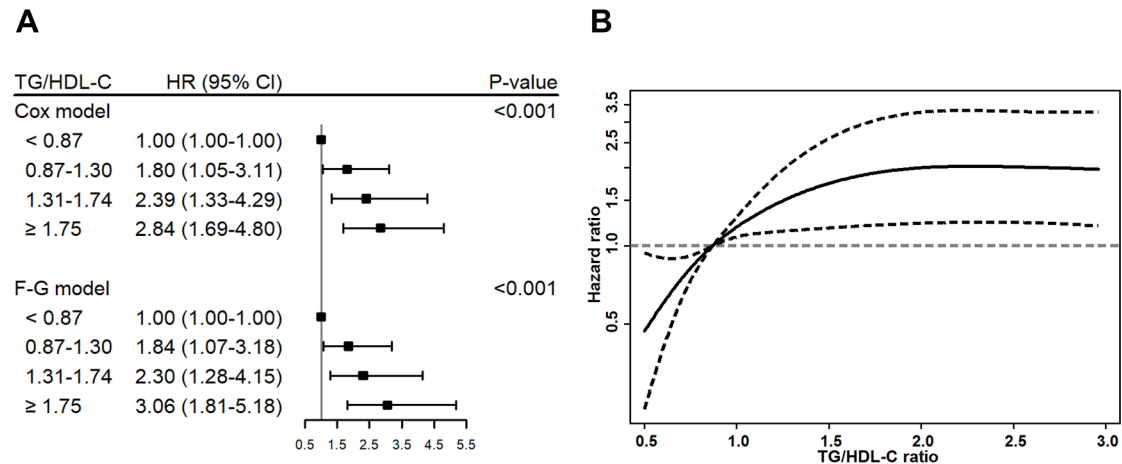 A
TG/HDL-C HR (95% CI) P-value
Cox model <0.001
< 0.87 1.00 (1.00-1.00)
0.87-1.30 1.80 (1.05-3.11)
1.31-1.74 2.39 (1.33-4.29)
≥ 1.75 2.84 (1.69-4.80)
F-G model <0.001
< 0.87 1.00 (1.00-1.00)
0.87-1.30 1.84 (1.07-3.18)
1.31-1.74 2.30 (1.28-4.15)
≥ 1.75 3.06 (1.81-5.18)
0.5 1.5 2.5 3.5 4.5 5.5
B
Hazard ratio
3.5
2.5
1.5
1.0
0.5
0.5 1.0 1.5 2.0 2.5 3.0
TG/HDL-C ratio